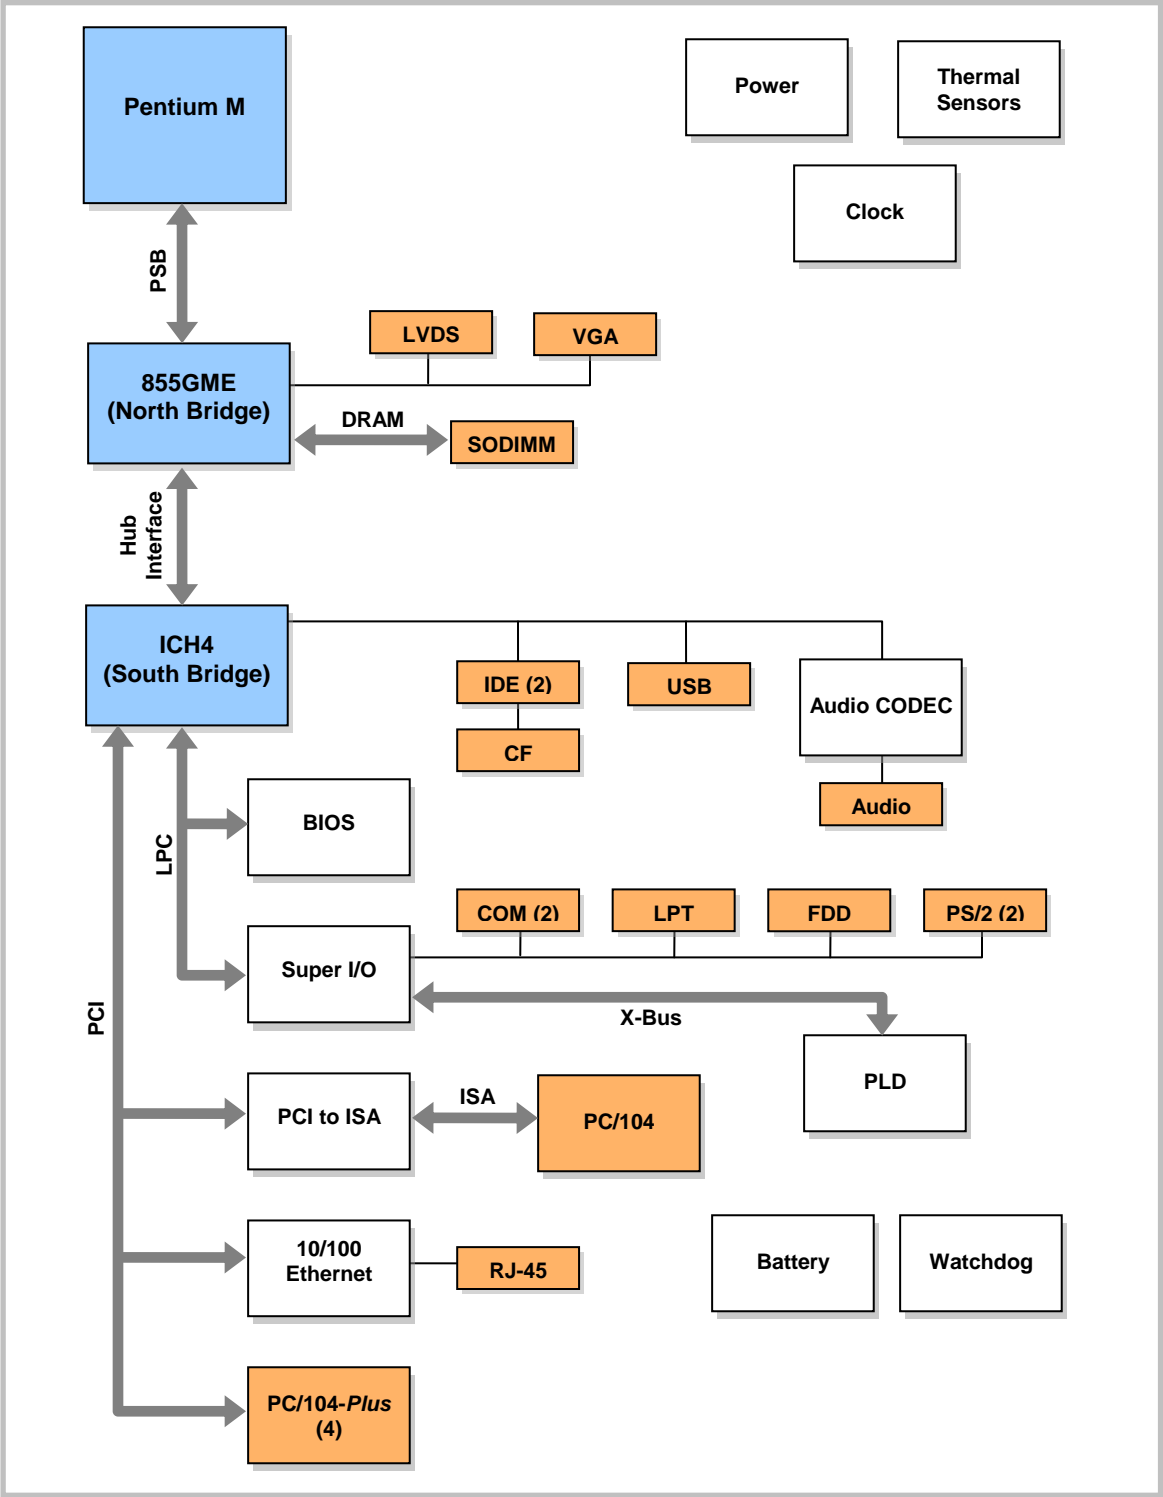 Pentium M
Power
Thermal
Sensors
Clock
PSB
LVDS
VGA
855GME
(North Bridge)
DRAM
SODIMM
Hub
Interface
ICH4
(South Bridge)
IDE (2)
USB
Audio CODEC
CF
Audio
BIOS
LPC
COM (2)
LPT
FDD
PS/2 (2)
Super I/O
X-Bus
PCI
PLD
PCI to ISA
ISA
PC/104
10/100
Ethernet
RJ-45
Battery
Watchdog
PC/104-Plus
(4)